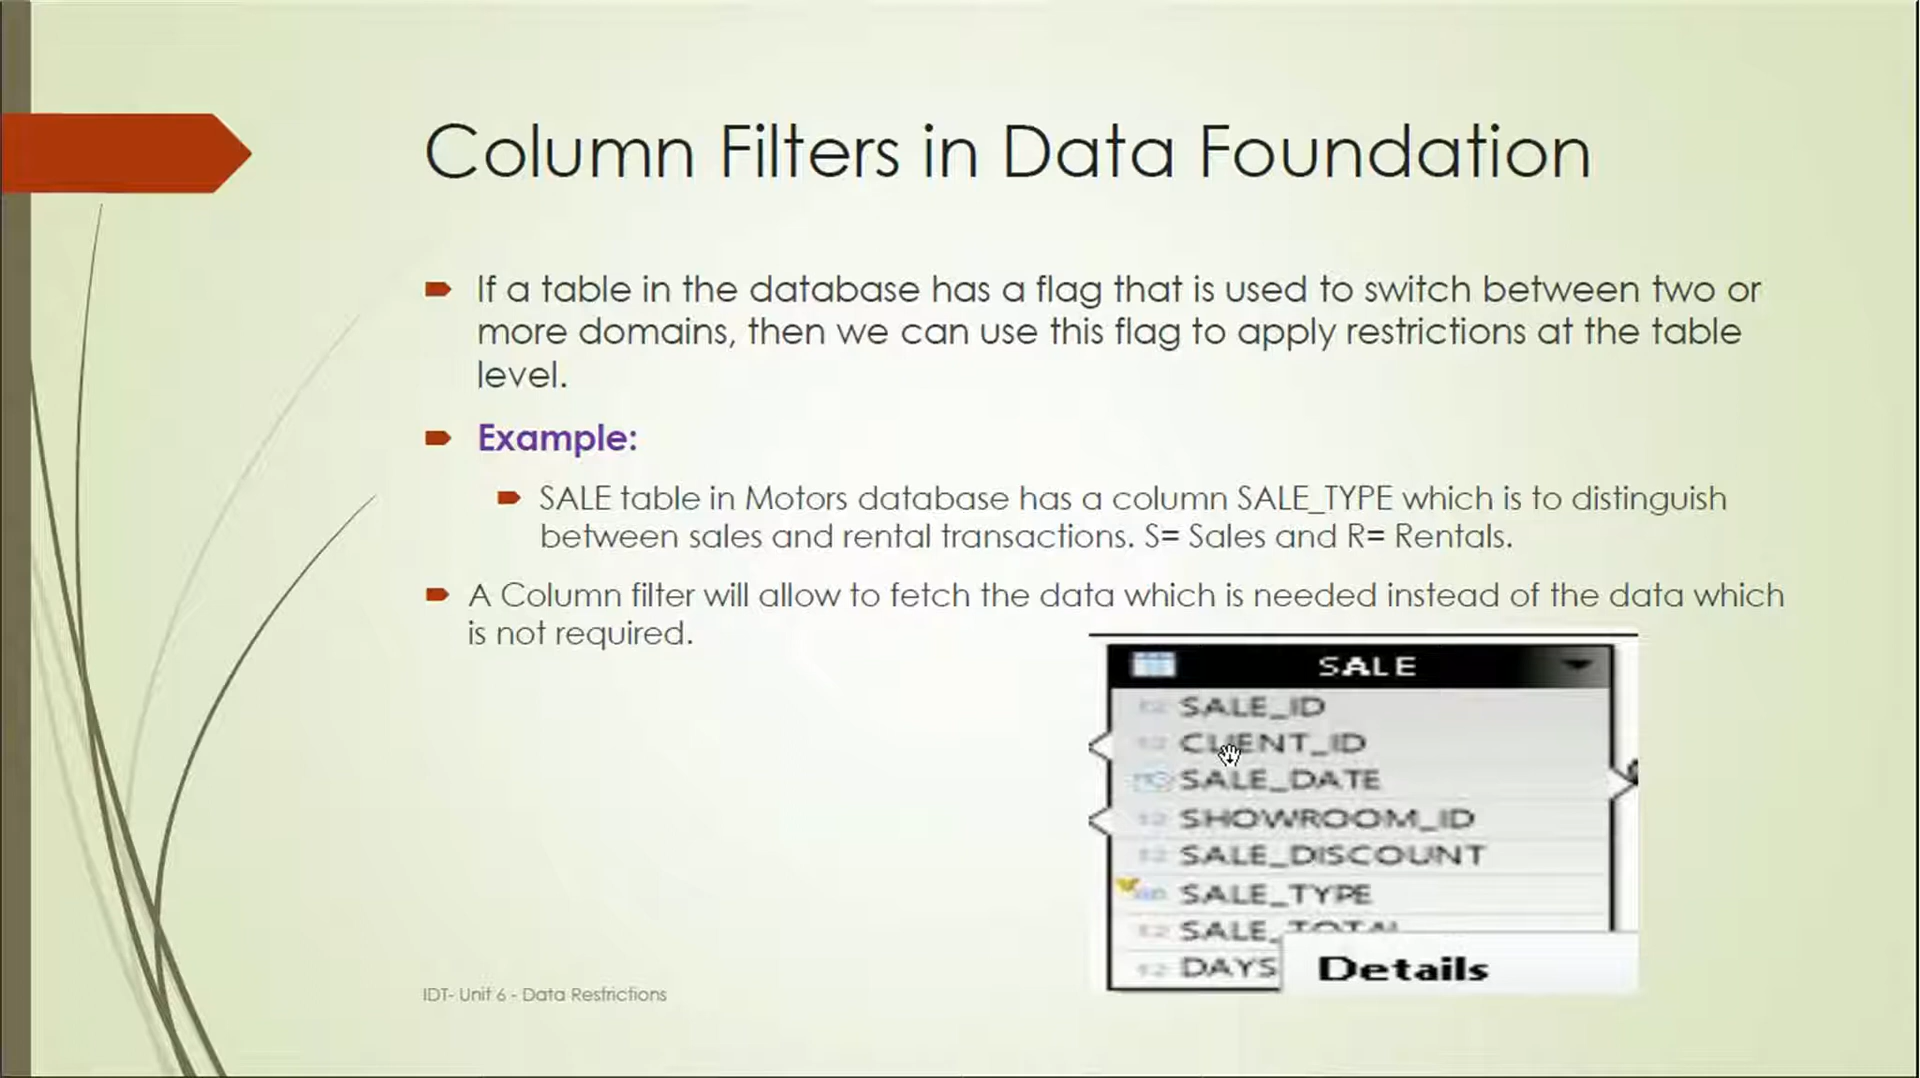 Column Filters in Data Foundation
If a table in the database has a flag that is used to switch between two or
more domains, then we can use this flag to apply restrictions at the table
level.
Example:
SALE table in Motors database has a column SALE_TYPE which is to distinguish
between sales and rental transactions. S= Sales and R= Rentals.
A Column filter will allow to fetch the data which is needed instead of the data which
is not required.
SALE
SALE_ID
CLIENT_ID
SALE_DATE
SHOWROOM_ID
SALE_DISCOUNT
SALE_TYPE
SALE_TOTAL
DAYS
Details
IDT- Unit 6 - Data Restrictions